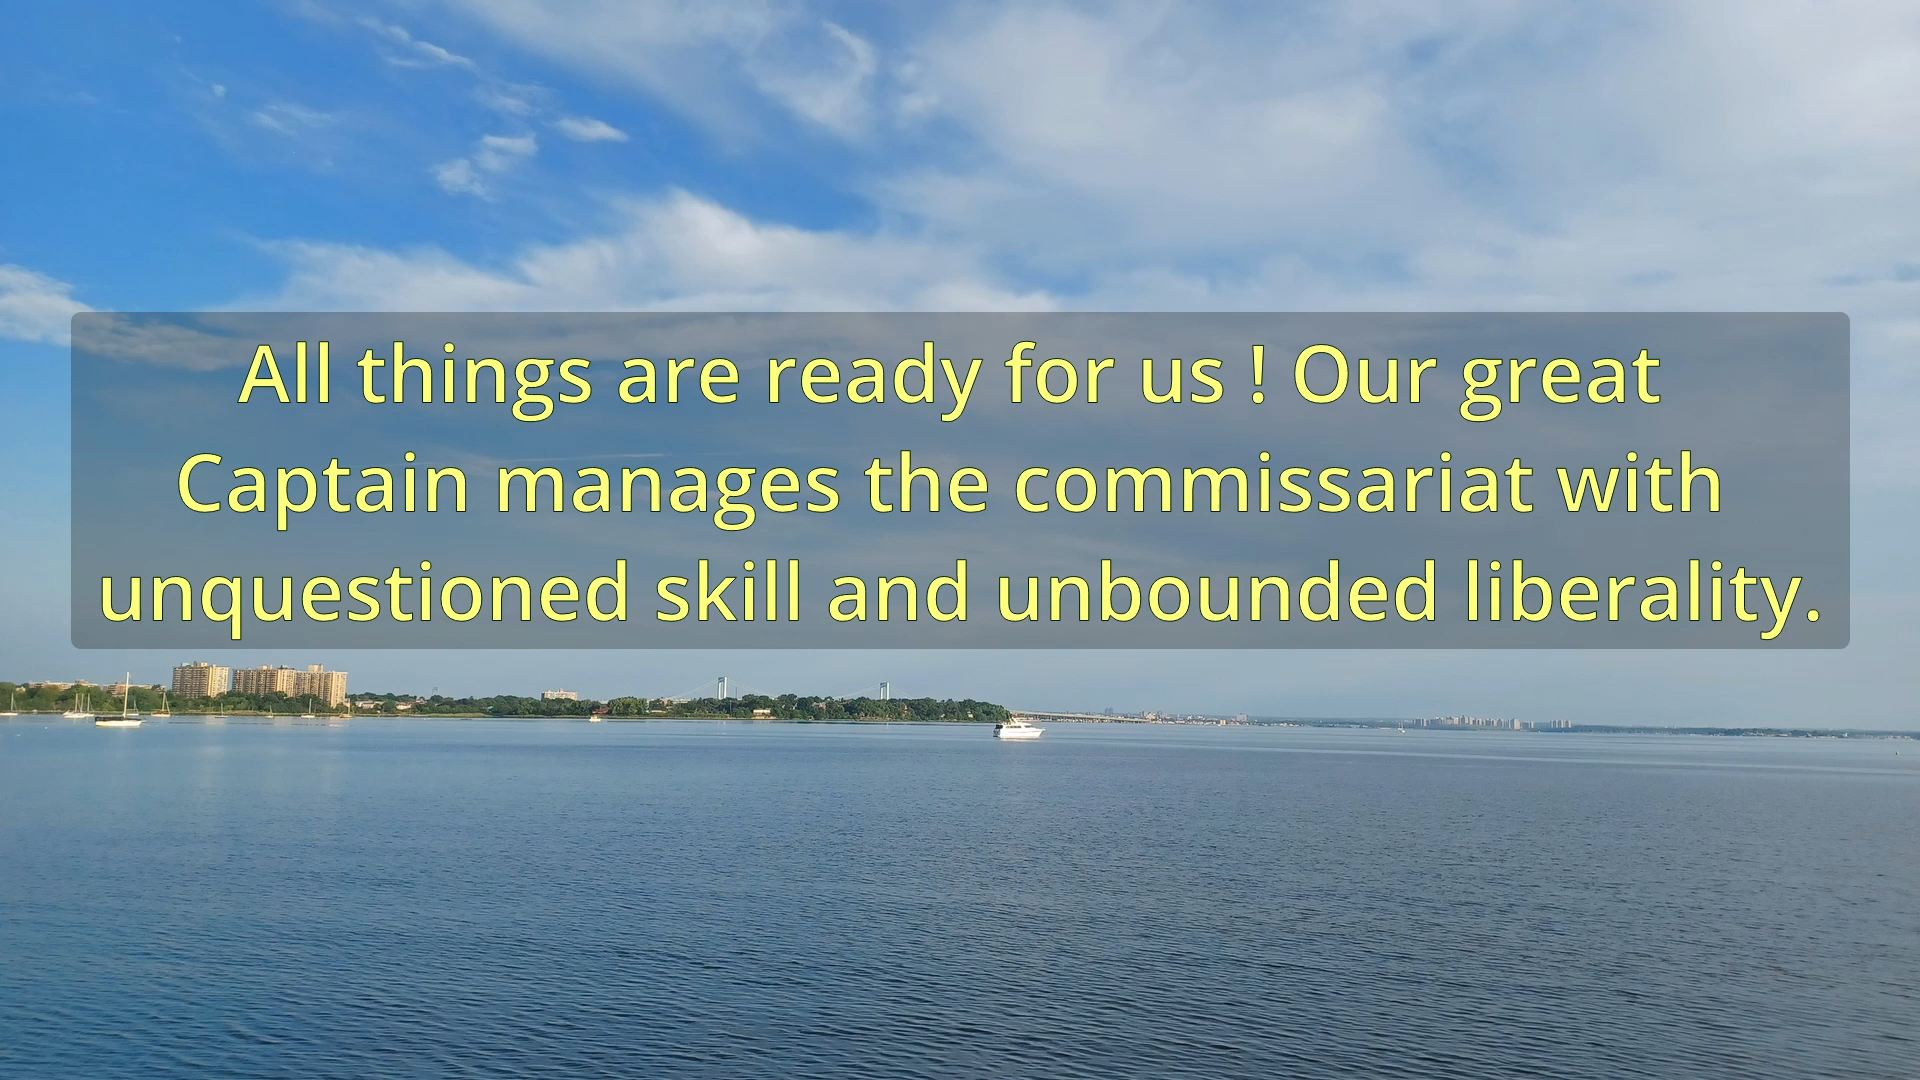 All things are ready for us ! Our great
Captain manages the commissariat with
unquestioned skill and unbounded liberality.